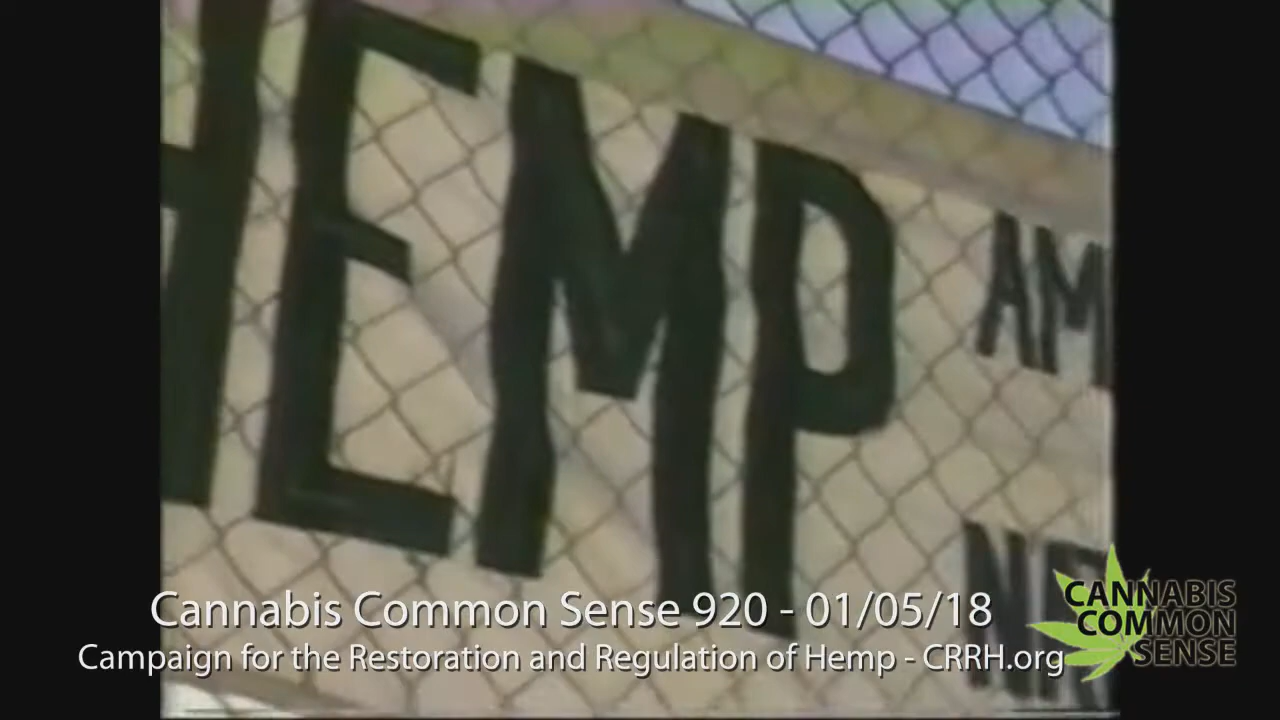 HEMP
AM
Cannabis Common Sense 920 - 01/05/18
Campaign for the Restoration and Regulation of Hemp - CRRH.org
CANNABIS
COMMON
SENSE